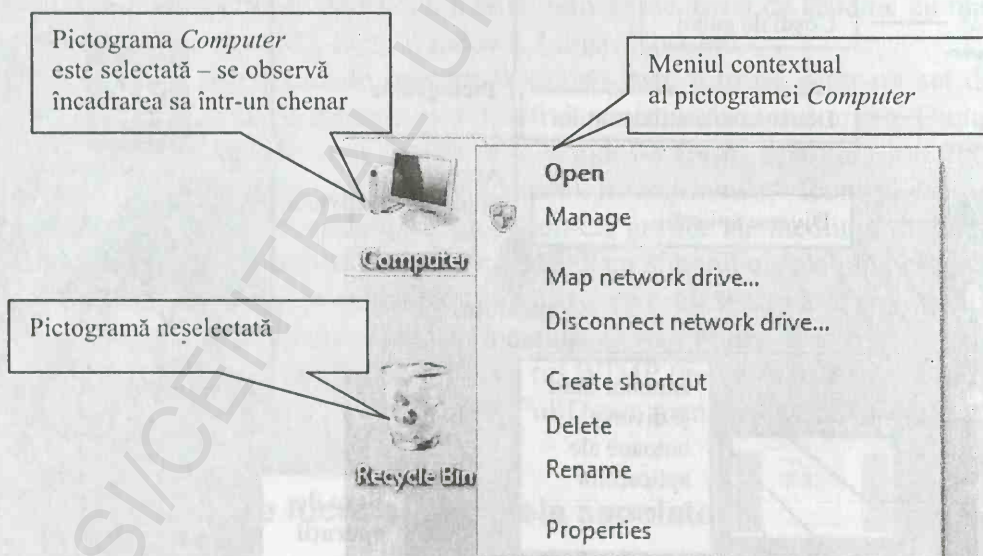 Pictograma Computer
este selectată – se observă
încadrarea sa intr-un chenar
Meniul contextual
al pictogramei Computer
Open
Manage
Computer
Map network drive...
Disconnect network drive...
Pictogramă neselectată
Create shortcut
Delete
Recycle Bin
Rename
Properties